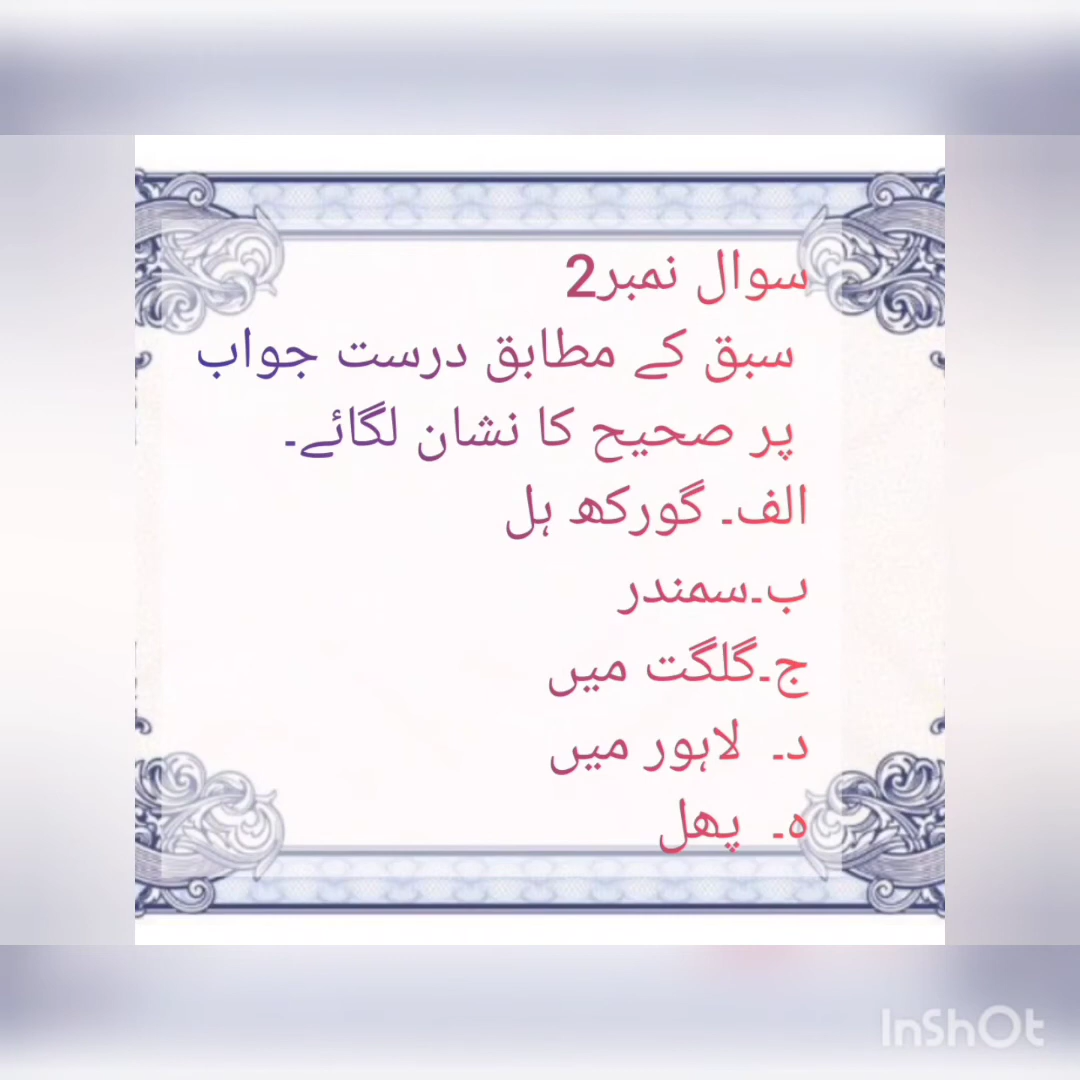 سوال نمبر2
سبق کے مطابق درست جواب
پر صحیح کا نشان لگائے۔
الف۔ گورکھ ہل
ب۔سمندر
ج۔گلگت میں
د۔ لاہور میں
ہ۔ پھل
InShOt